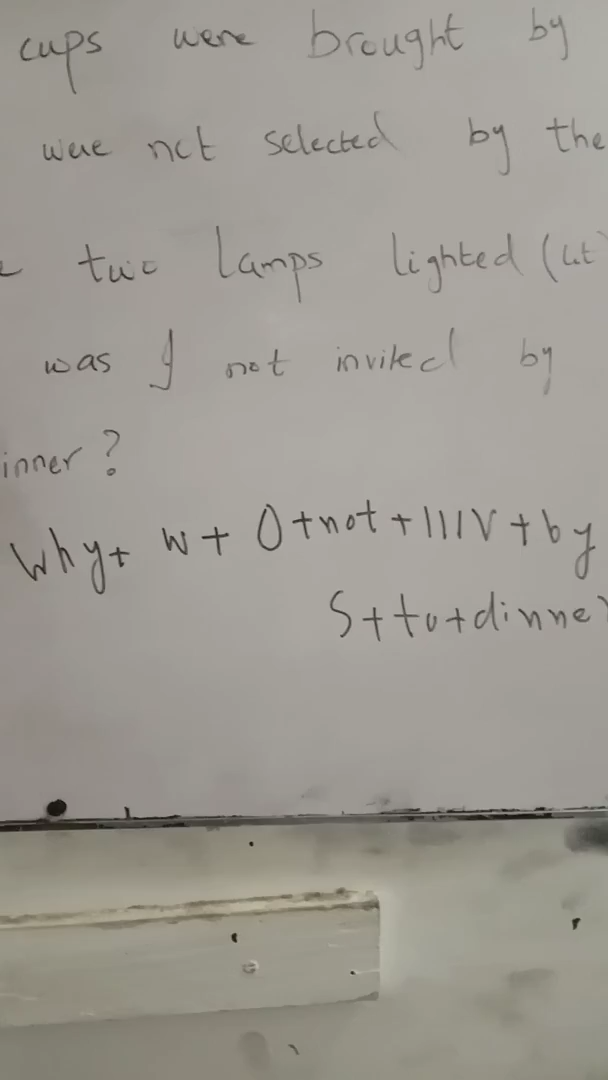 cups were brought by
were not selected by the
two Lamps lighted (lit)
was I not invited by
inner?
Why+ W+ O+not+IIIV+by
S+to+dinner